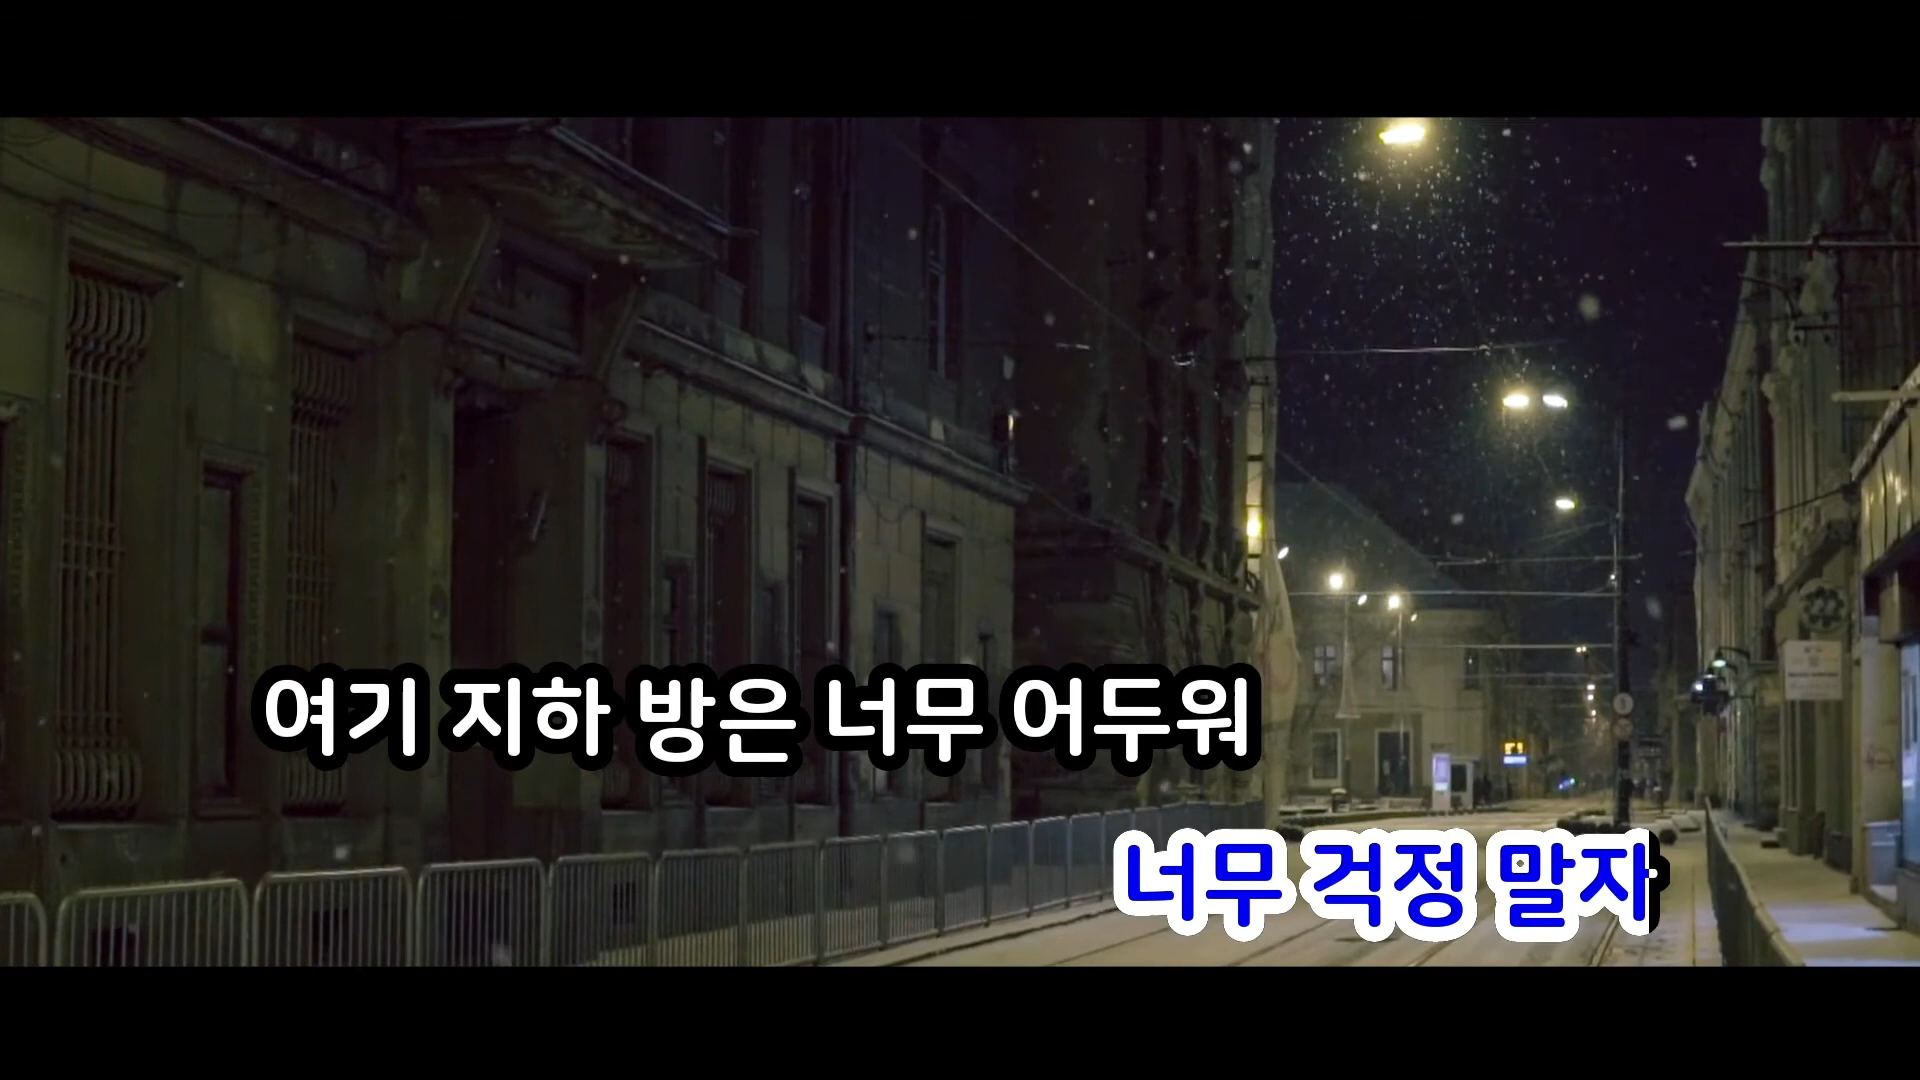 여기 지하 방은 너무 어두워
너무 걱정 말자